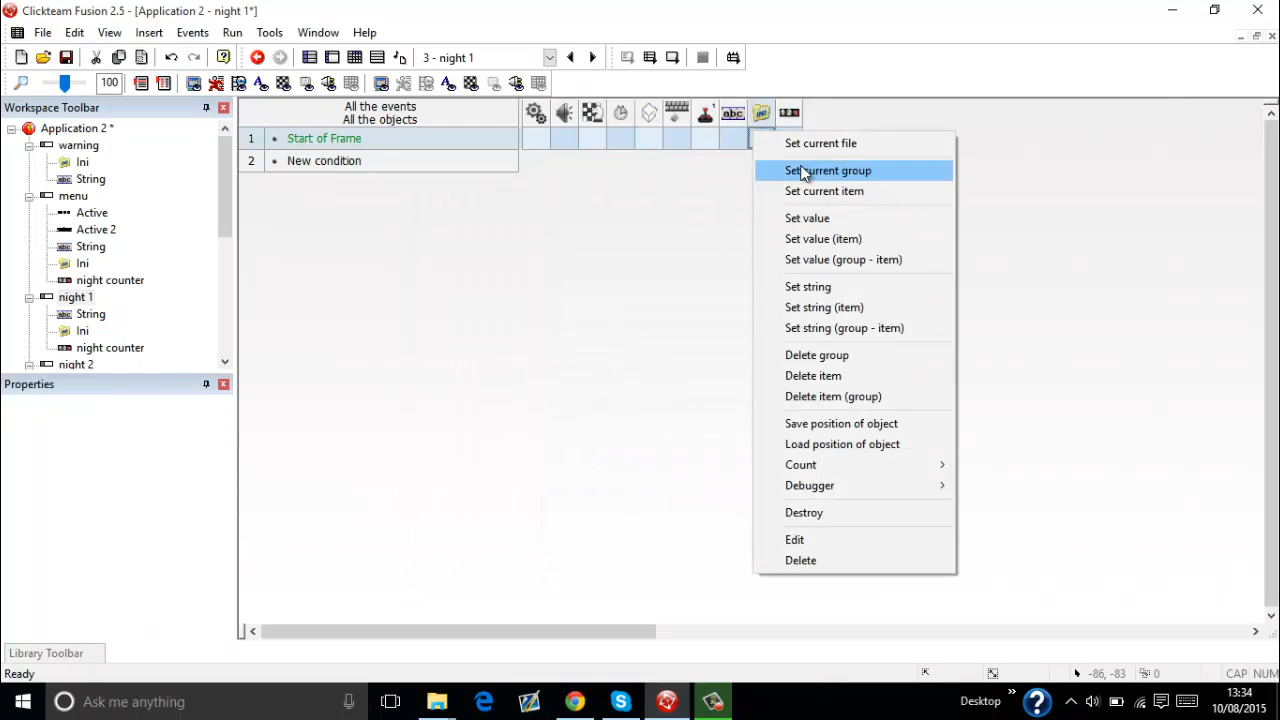 Clickteam Fusion 2.5 - [Application 2 - night 1*]
File Edit View Insert Events Run Tools Window Help
3 - night 1
100
Workspace Toolbar
Application 2 *
warning
Ini
String
menu
Active
Active 2
String
Ini
night counter
night 1
String
Ini
night counter
night 2
Properties
Library Toolbar
Ready
All the events
All the objects
abc INI
1 • Start of Frame
2 • New condition
Set current file
Set current group
Set current item
Set value
Set value (item)
Set value (group - item)
Set string
Set string (item)
Set string (group - item)
Delete group
Delete item
Delete item (group)
Save position of object
Load position of object
Count
Debugger
Destroy
Edit
Delete
-86, -83 0 CAP NUM
Ask me anything
Desktop
13:34
10/08/2015